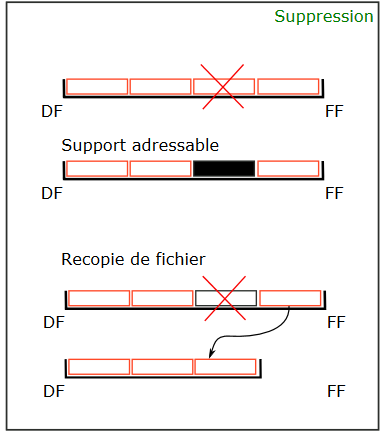 Suppression
DF FF
Support adressable
DF FF
Recopie de fichier
DF FF
DF FF